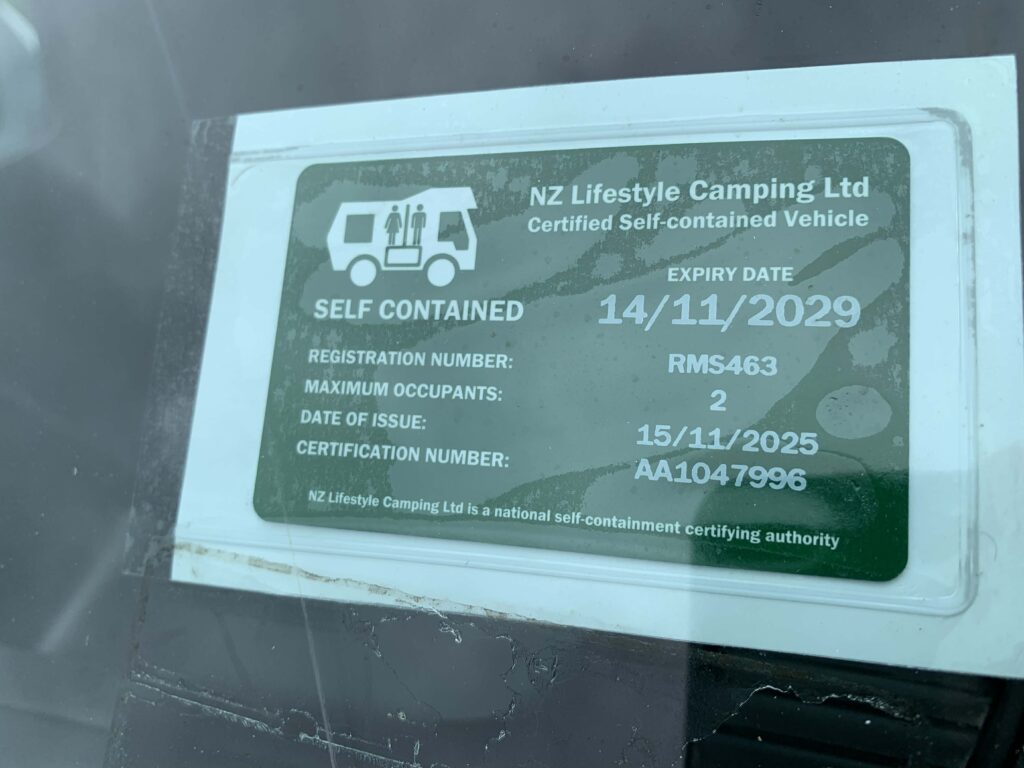 NZ Lifestyle Camping Ltd
Certified Self-contained Vehicle
SELF CONTAINED
EXPIRY DATE
14/11/2029
REGISTRATION NUMBER: RMS463
MAXIMUM OCCUPANTS: 2
DATE OF ISSUE: 15/11/2025
CERTIFICATION NUMBER: AA1047996
NZ Lifestyle Camping Ltd is a national self-containment certifying authority